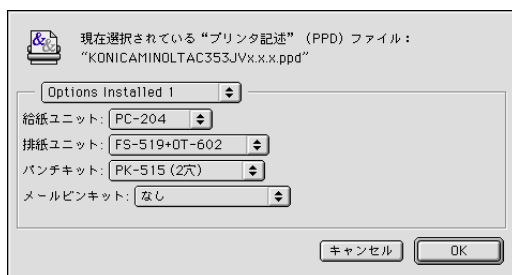 現在選択されている“プリンタ記述”（PPD）ファイル：
“KONICAMINOLTAC353JVx.x.x.ppd”
Options Installed 1
給紙ユニット: PC-204
排紙ユニット: FS-519+OT-602
パンチキット: PK-515 (2穴)
メールビンキット: なし
キャンセル OK